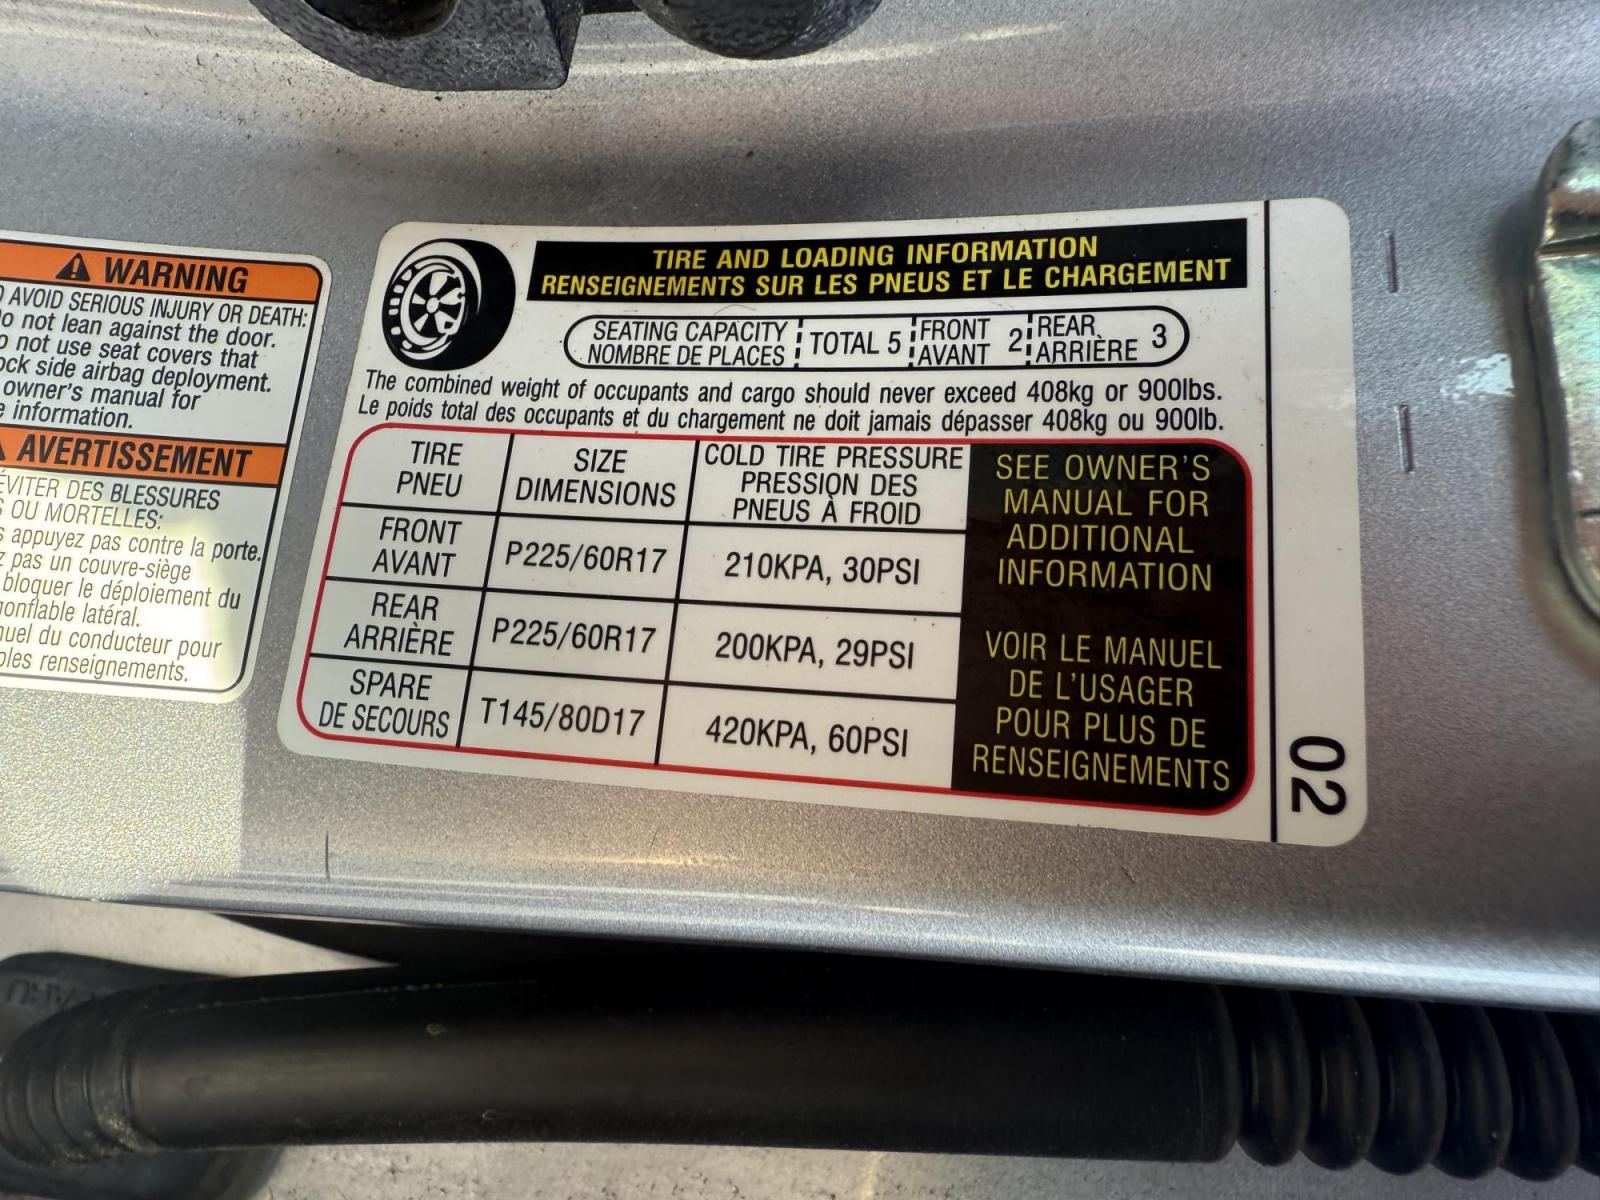 WARNING
AVOID SERIOUS INJURY OR DEATH:
not lean against the door.
not use seat covers that
side airbag deployment.
owner's manual for
information.
AVERTISSEMENT
ÉVITER DES BLESSURES
OU MORTELLES:
appuyez pas contre la porte.
pas un couvre-siège
bloquer le déploiement du
gonflable latéral.
du conducteur pour
renseignements.
TIRE AND LOADING INFORMATION
RENSEIGNEMENTS SUR LES PNEUS ET LE CHARGEMENT
SEATING CAPACITY TOTAL 5 FRONT 2 REAR 3
NOMBRE DE PLACES AVANT ARRIÈRE
The combined weight of occupants and cargo should never exceed 408kg or 900lbs.
Le poids total des occupants et du chargement ne doit jamais dépasser 408kg ou 900lb.
TIRE
PNEU
SIZE
DIMENSIONS
COLD TIRE PRESSURE
PRESSION DES
PNEUS À FROID
FRONT
AVANT
P225/60R17
210KPA, 30PSI
REAR
ARRIÈRE
P225/60R17
200KPA, 29PSI
SPARE
DE SECOURS
T145/80D17
420KPA, 60PSI
SEE OWNER'S
MANUAL FOR
ADDITIONAL
INFORMATION
VOIR LE MANUEL
DE L'USAGER
POUR PLUS DE
RENSEIGNEMENTS
02